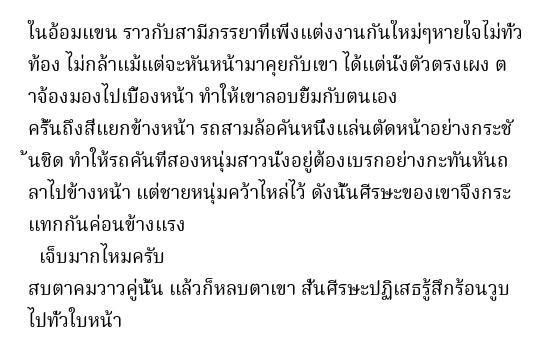 ในอ้อมแขน ราวกับสามีภรรยาที่เพิ่งแต่งงานกันใหม่ๆหายใจไม่ทั่ว
ท้อง ไม่กล้าแม้แต่จะหันหน้ามาคุยกับเขา ได้แต่นั่งตัวตรงเผง ต
าจ้องมองไปเบื้องหน้า ทำให้เขาลอบยิ้มกับตนเอง
ครั้นถึงสี่แยกข้างหน้า รถสามล้อคันหนึ่งแล่นตัดหน้าอย่างกระชั
้นชิด ทำให้รถคันที่สองหนุ่มสาวนั่งอยู่ต้องเบรกอย่างกะทันหันถ
ลาไปข้างหน้า แต่ชายหนุ่มคว้าไหล่ไว้ ดังนั้นศีรษะของเขาจึงกระ
แทกกันค่อนข้างแรง
เจ็บมากไหมครับ
สบตาคมวาวคู่นั้น แล้วก็หลบตาเขา สั่นศีรษะปฏิเสธรู้สึกร้อนวูบ
ไปทั่วใบหน้า